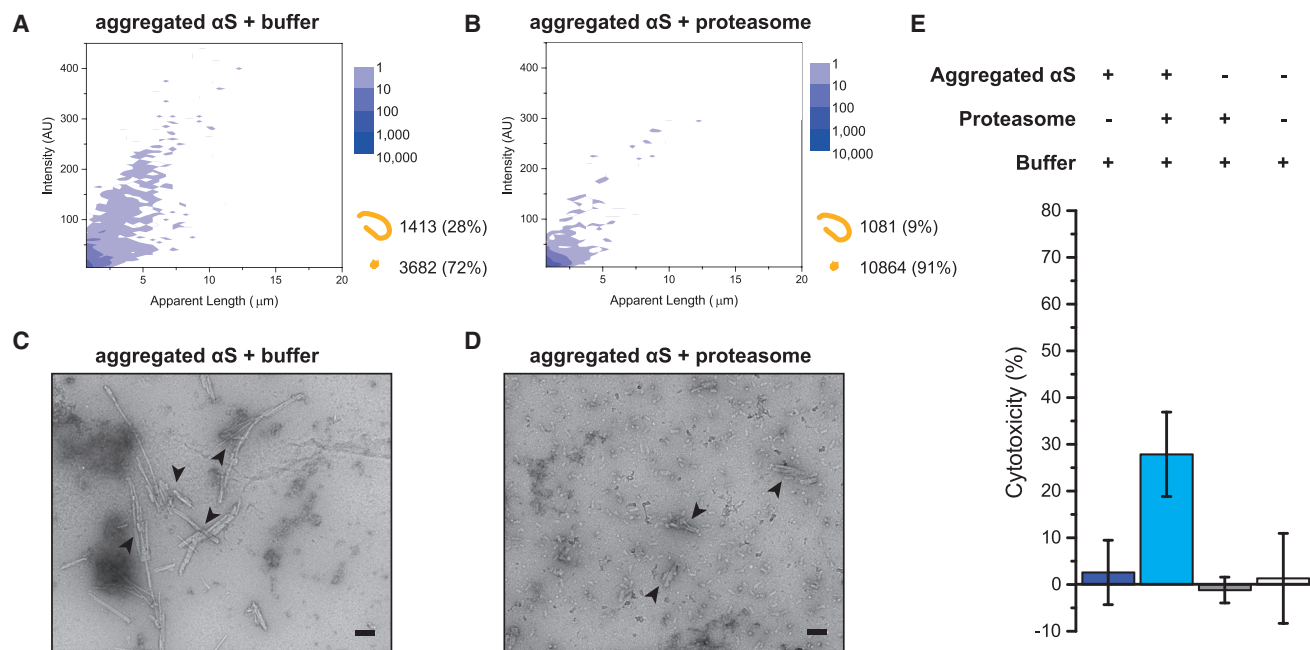 A
aggregated αS + buffer
Intensity (AU)
400
300
200
100
5
10
15
20
Apparent Length ( μm)
1
10
100
1,000
10,000
1413 (28%)
3682 (72%)
B
aggregated αS + proteasome
Intensity (AU)
400
300
200
100
5
10
15
20
Apparent Length ( μm)
1
10
100
1,000
10,000
1081 (9%)
10864 (91%)
C
aggregated αS + buffer
D
aggregated αS + proteasome
E
Aggregated αS + + - -
Proteasome - + + -
Buffer + + + +
Cytotoxicity (%)
80
70
60
50
40
30
20
10
0
-10